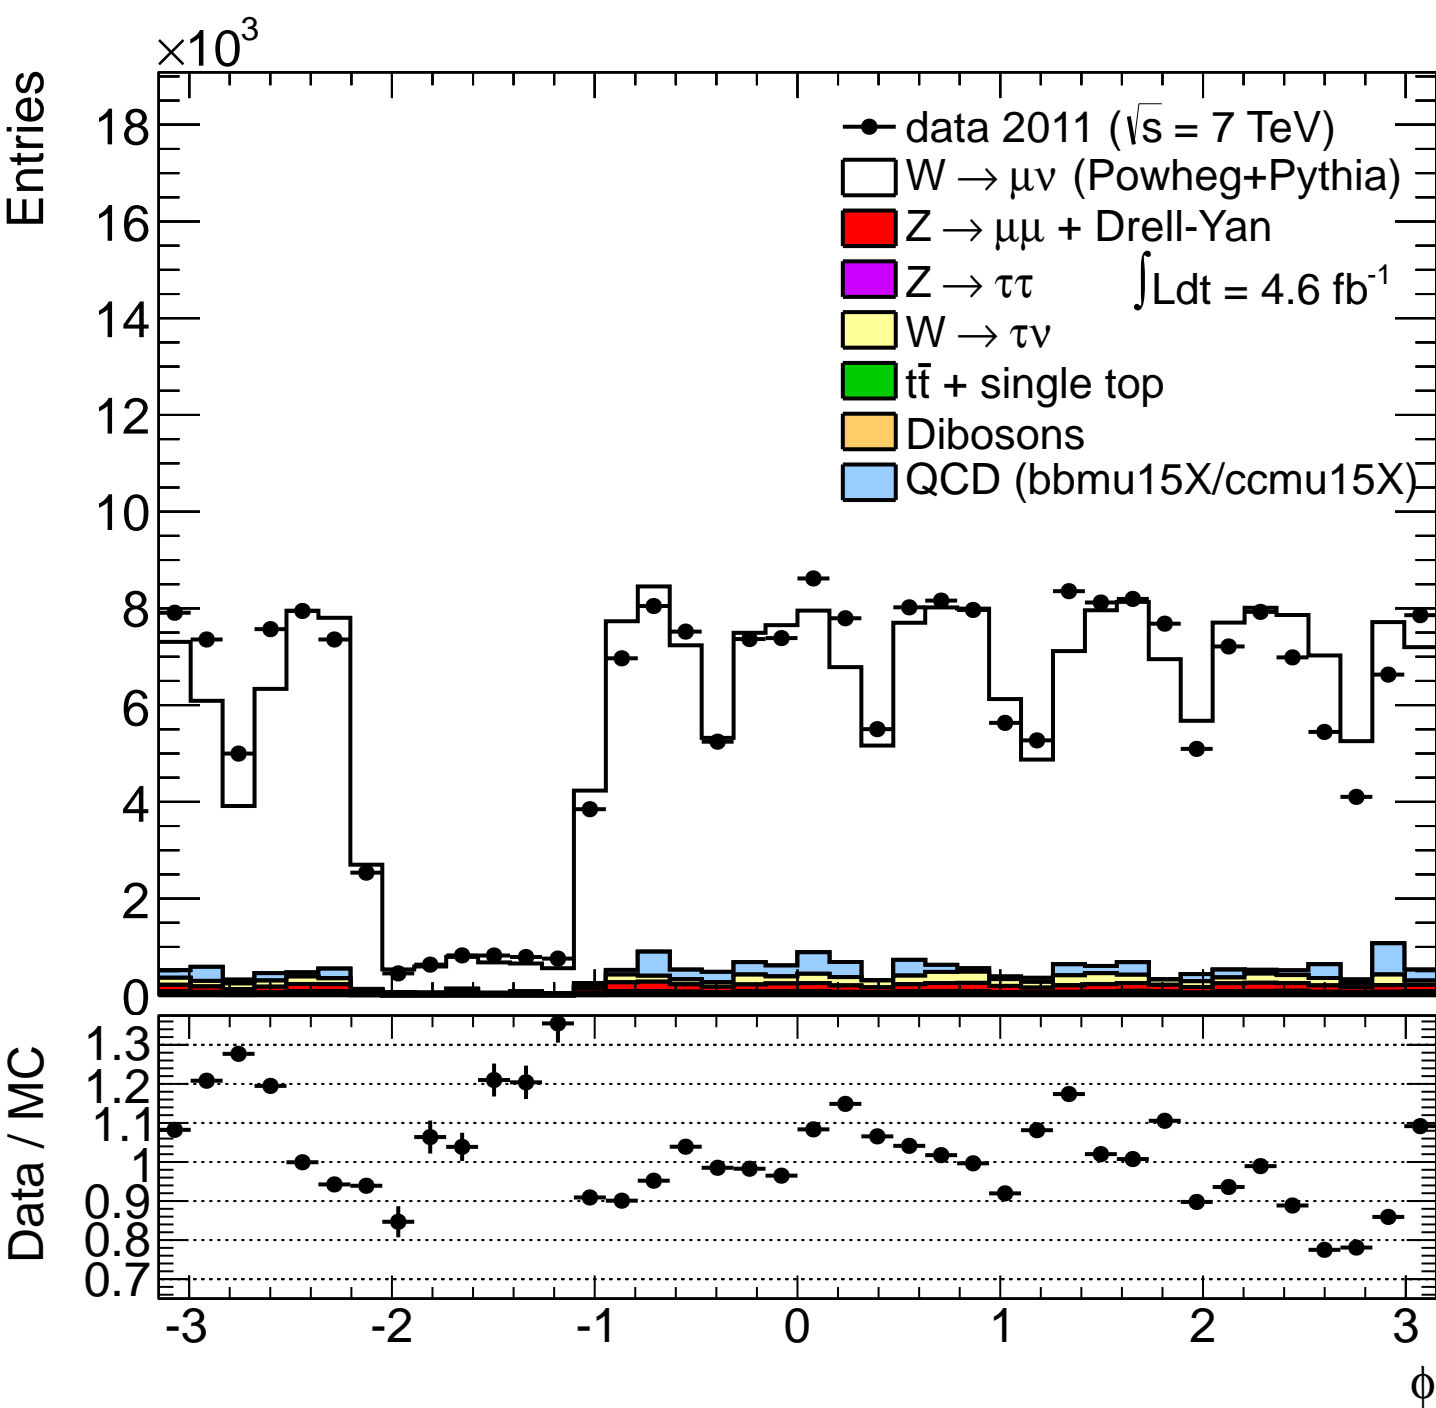 ×10³
Entries
18
16
14
12
10
8
6
4
2
0
data 2011 (√s = 7 TeV)
W → μν (Powheg+Pythia)
Z → μμ + Drell-Yan
Z → ττ
∫Ldt = 4.6 fb⁻¹
W → τν
tt̄ + single top
Dibosons
QCD (bbmu15X/ccmu15X)
Data / MC
1.3
1.2
1.1
1
0.9
0.8
0.7
-3 -2 -1 0 1 2 3
ϕ